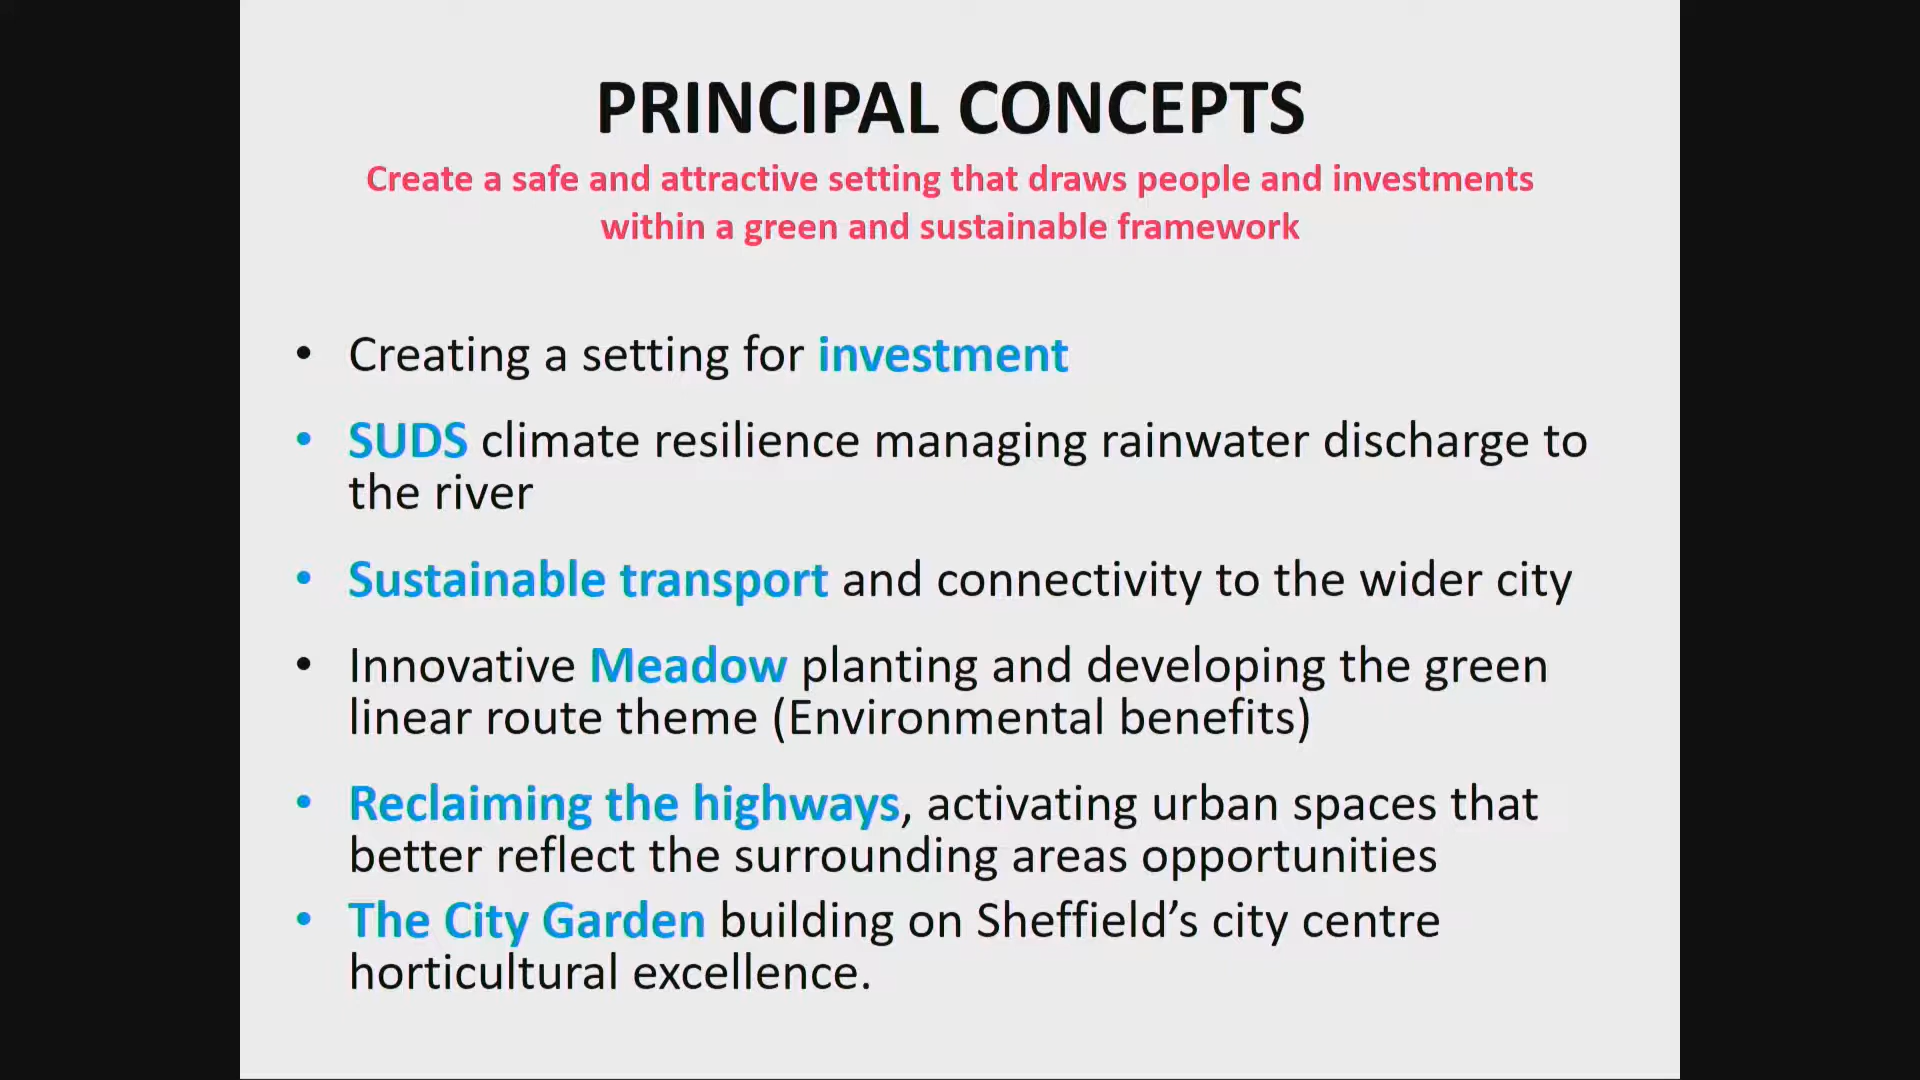 PRINCIPAL CONCEPTS
Create a safe and attractive setting that draws people and investments
within a green and sustainable framework
• Creating a setting for investment
• SUDS climate resilience managing rainwater discharge to
the river
• Sustainable transport and connectivity to the wider city
• Innovative Meadow planting and developing the green
linear route theme (Environmental benefits)
• Reclaiming the highways, activating urban spaces that
better reflect the surrounding areas opportunities
• The City Garden building on Sheffield’s city centre
horticultural excellence.